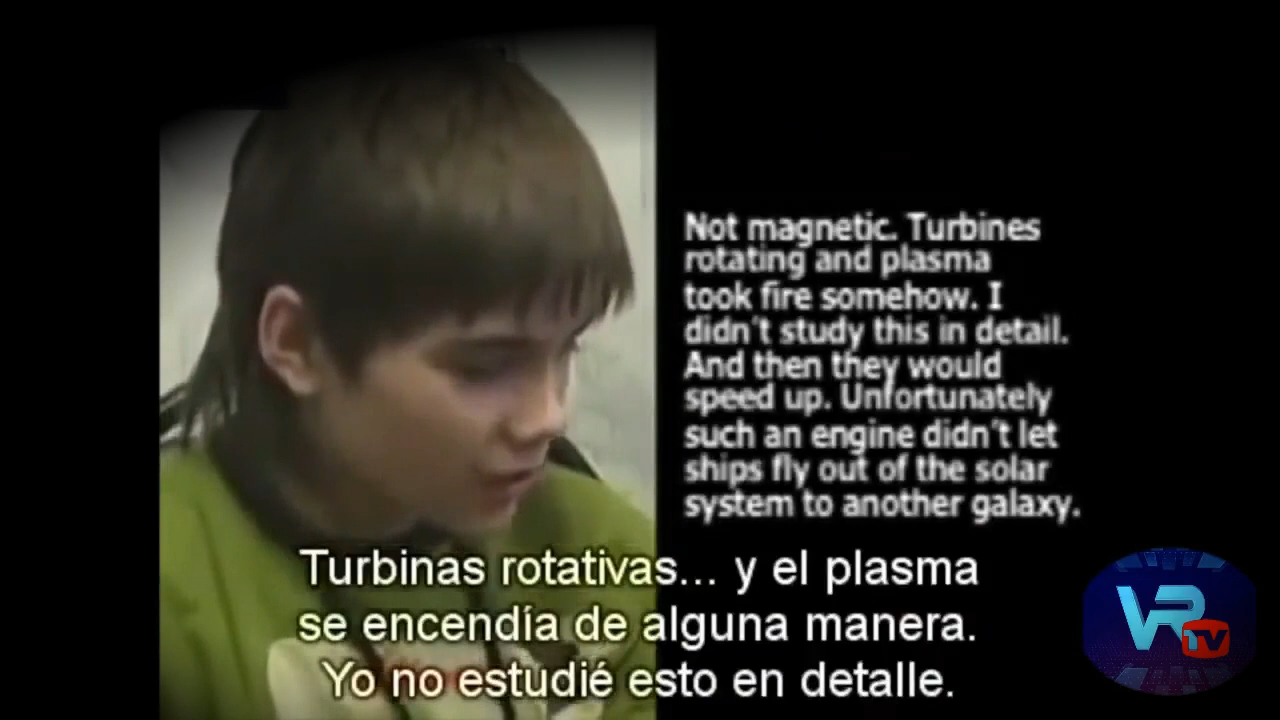 Not magnetic. Turbines
rotating and plasma
took fire somehow. I
didn't study this in detail.
And then they would
speed up. Unfortunately
such an engine didn't let
ships fly out of the solar
system to another galaxy.
Turbinas rotativas... y el plasma
se encendía de alguna manera.
Yo no estudié esto en detalle.
VR
TV